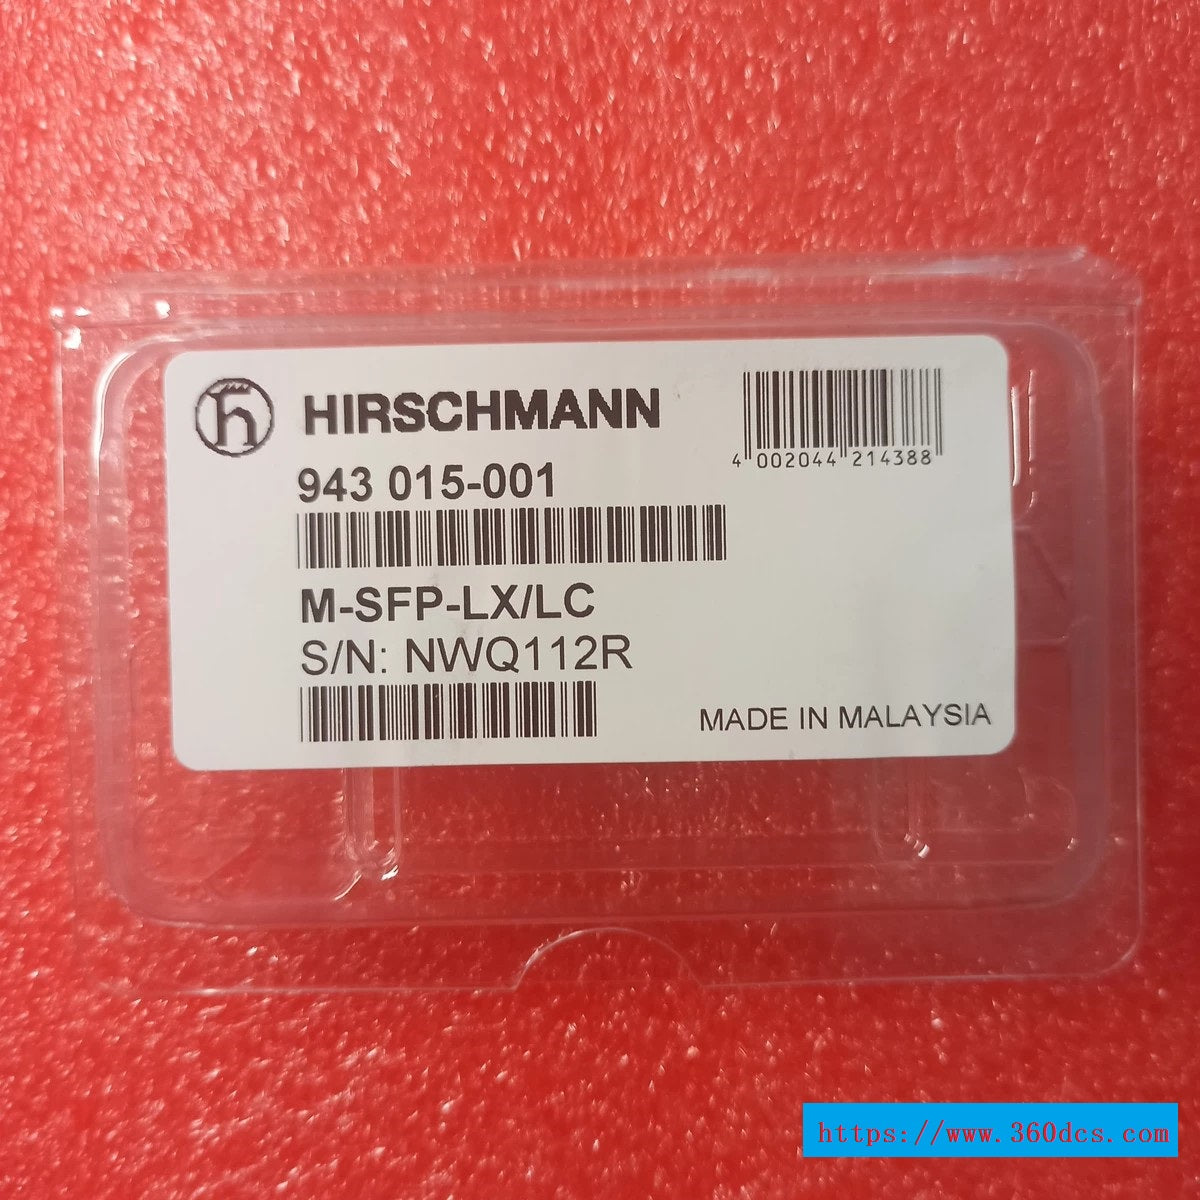 HIRSCHMANN
4 002044 214388
943 015-001
M-SFP-LX/LC
S/N: NWQ112R
MADE IN MALAYSIA
https://www.360dcs.com